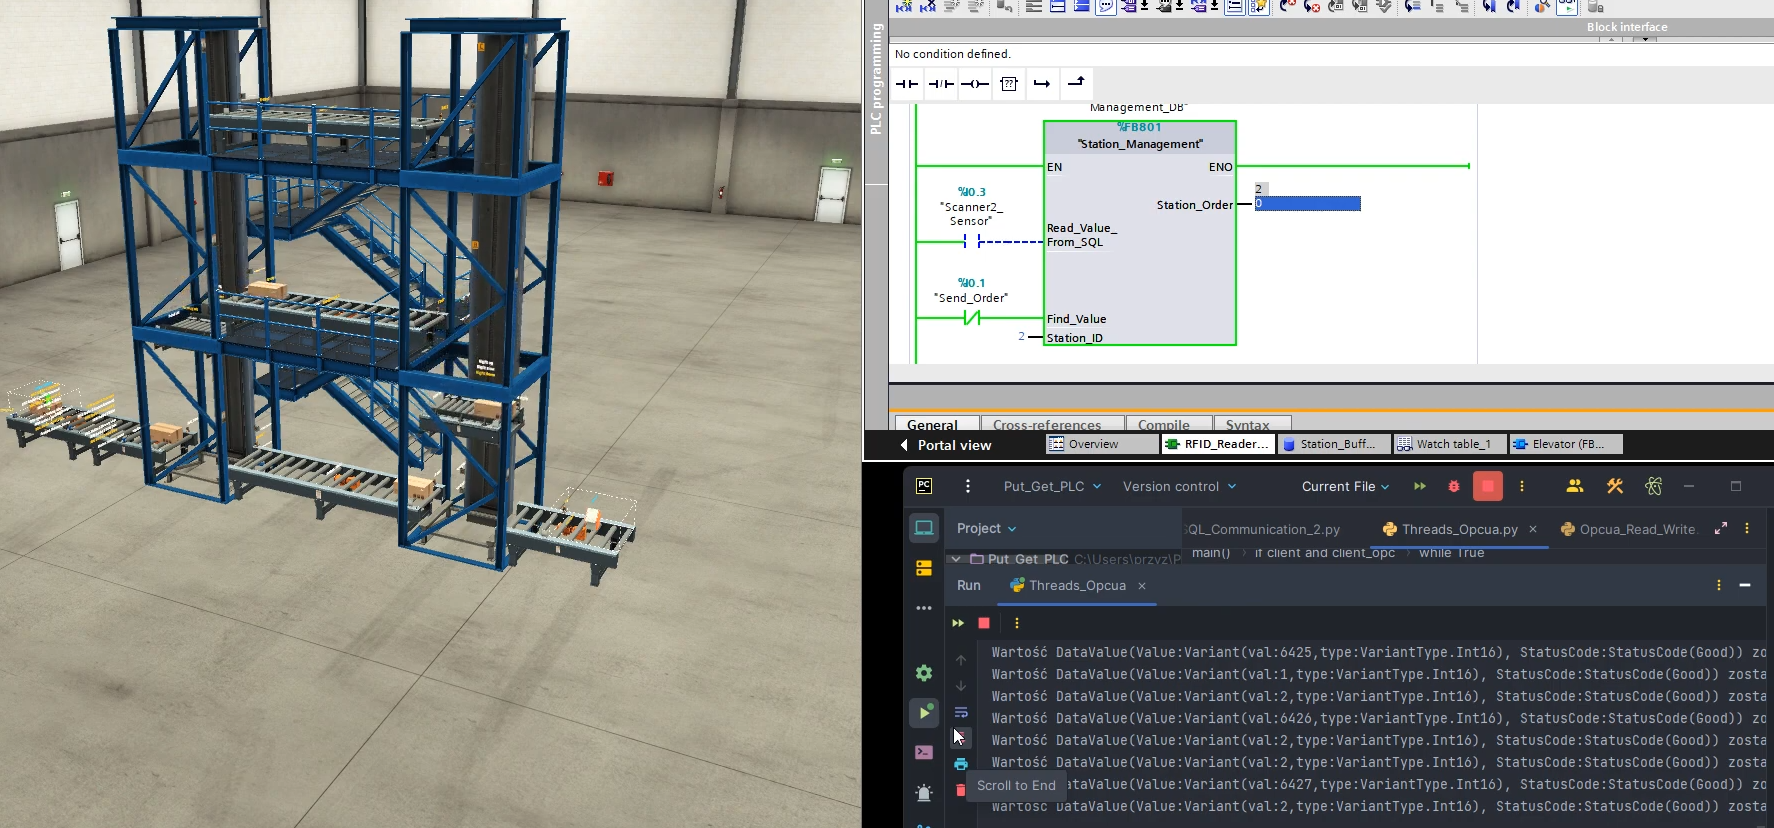 Block interface
PLC programming
No condition defined.
Management_DB"
%FB801
"Station_Management"
EN
ENO
%I0.3
"Scanner2_
Sensor"
Read_Value_
From_SQL
Station_Order
2
0
%I0.1
"Send_Order"
Find_Value
2
Station_ID
General
Cross-references
Compile
Syntax
Portal view
Overview
RFID_Reader...
Station_Buff...
Watch table_1
Elevator (FB...
PC
Put_Get_PLC
Version control
Current File
Project
SQL_Communication_2.py
Threads_Opcua.py
Opcua_Read_Write.
Put_Get_PLC C:\Users\przyz\P
main() › if client and client_opc › while True
Run
Threads_Opcua
Wartość DataValue(Value:Variant(val:6425,type:VariantType.Int16), StatusCode:StatusCode(Good)) zo
Wartość DataValue(Value:Variant(val:1,type:VariantType.Int16), StatusCode:StatusCode(Good)) zosta
Wartość DataValue(Value:Variant(val:2,type:VariantType.Int16), StatusCode:StatusCode(Good)) zosta
Wartość DataValue(Value:Variant(val:6426,type:VariantType.Int16), StatusCode:StatusCode(Good)) zo
Wartość DataValue(Value:Variant(val:2,type:VariantType.Int16), StatusCode:StatusCode(Good)) zosta
Wartość DataValue(Value:Variant(val:2,type:VariantType.Int16), StatusCode:StatusCode(Good)) zosta
ataValue(Value:Variant(val:6427,type:VariantType.Int16), StatusCode:StatusCode(Good)) zo
Wartość DataValue(Value:Variant(val:2,type:VariantType.Int16), StatusCode:StatusCode(Good)) zosta
Scroll to End